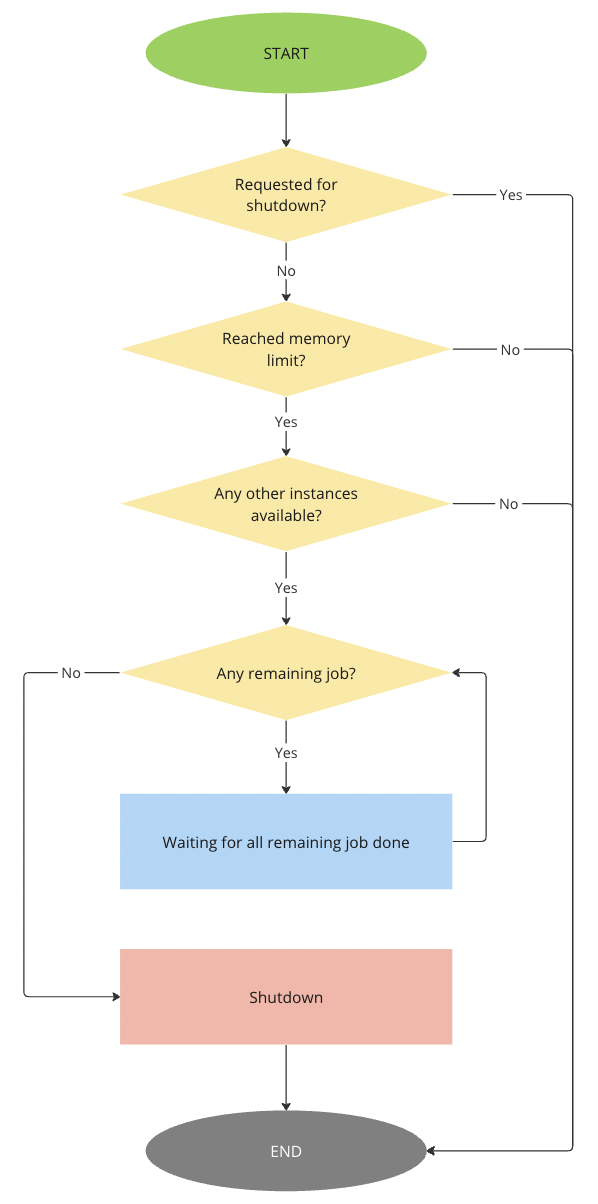 START
Requested for
shutdown?
Yes
No
Reached memory
limit?
No
Yes
Any other instances
available?
No
Yes
No
Any remaining job?
Yes
Waiting for all remaining job done
Shutdown
END